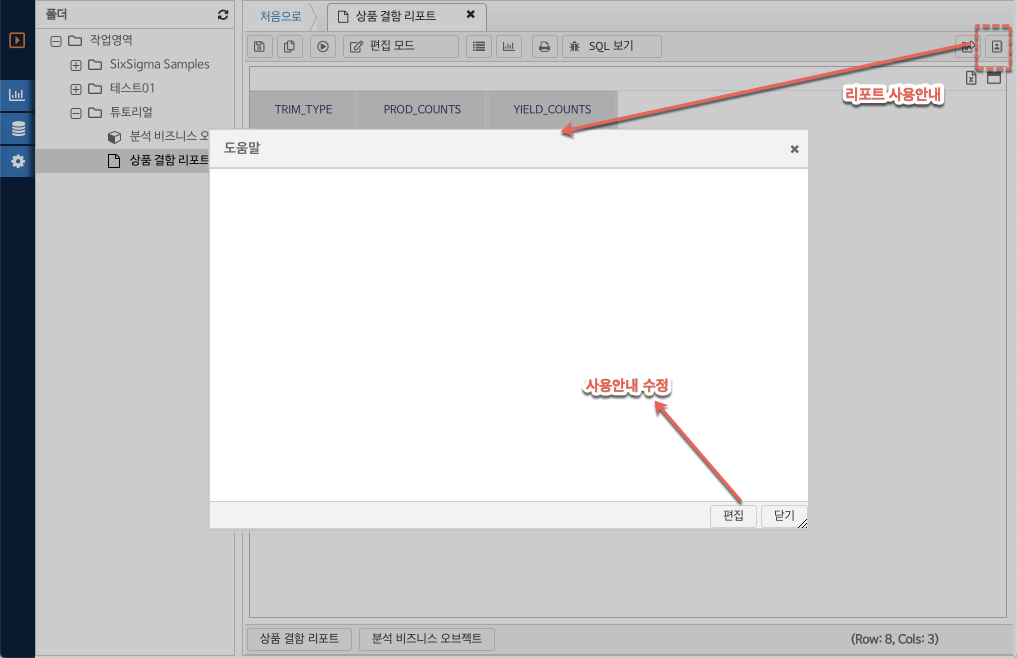 폴더
처음으로
상품 결함 리포트
작업영역
편집 모드
SQL 보기
SixSigma Samples
테스트01
리포트 사용안내
튜토리얼
TRIM_TYPE
PROD_COUNTS
YIELD_COUNTS
분석 비즈니스 오
상품 결함 리포트
도움말
사용안내 수정
편집
닫기
상품 결함 리포트
분석 비즈니스 오브젝트
(Row: 8, Cols: 3)